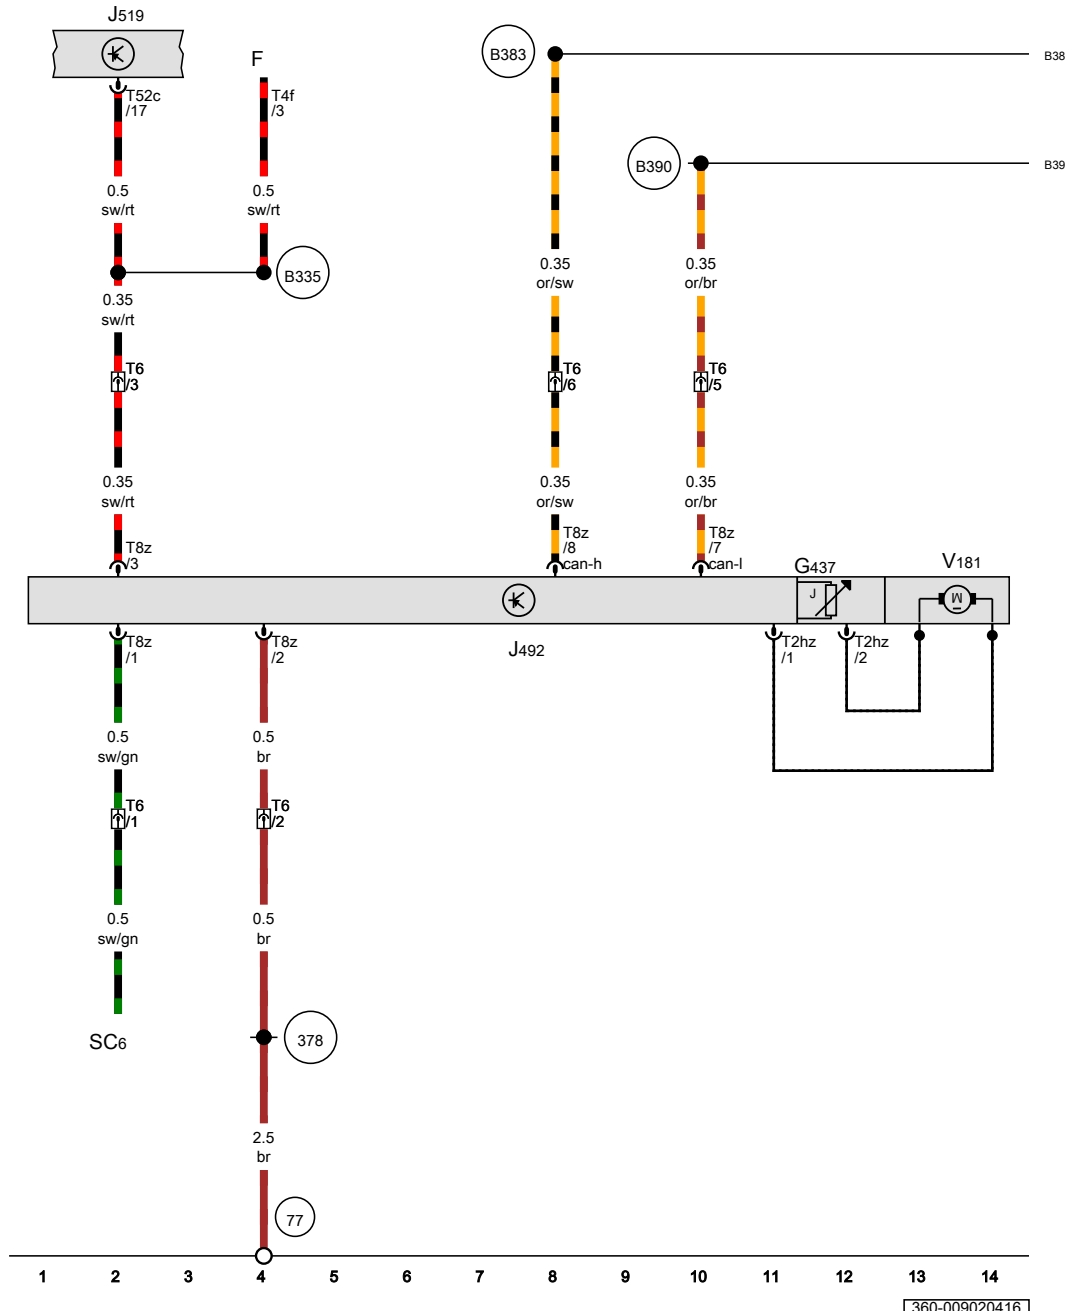 J519
F
T52c
/17
T4f
/3
B383
B38
B390
B39
0.5
sw/rt
0.5
sw/rt
B335
0.35
sw/rt
0.35
or/sw
0.35
or/br
T6
/3
T6
/6
T6
/5
0.35
sw/rt
0.35
or/sw
0.35
or/br
T8z
/3
T8z
/8
can-h
T8z
/7
can-l
G437
V181
J
M
J492
T8z
/1
T8z
/2
T2hz
/1
T2hz
/2
0.5
sw/gn
0.5
br
T6
/1
T6
/2
0.5
sw/gn
0.5
br
SC6
378
2.5
br
77
1 2 3 4 5 6 7 8 9 10 11 12 13 14
360-009020416